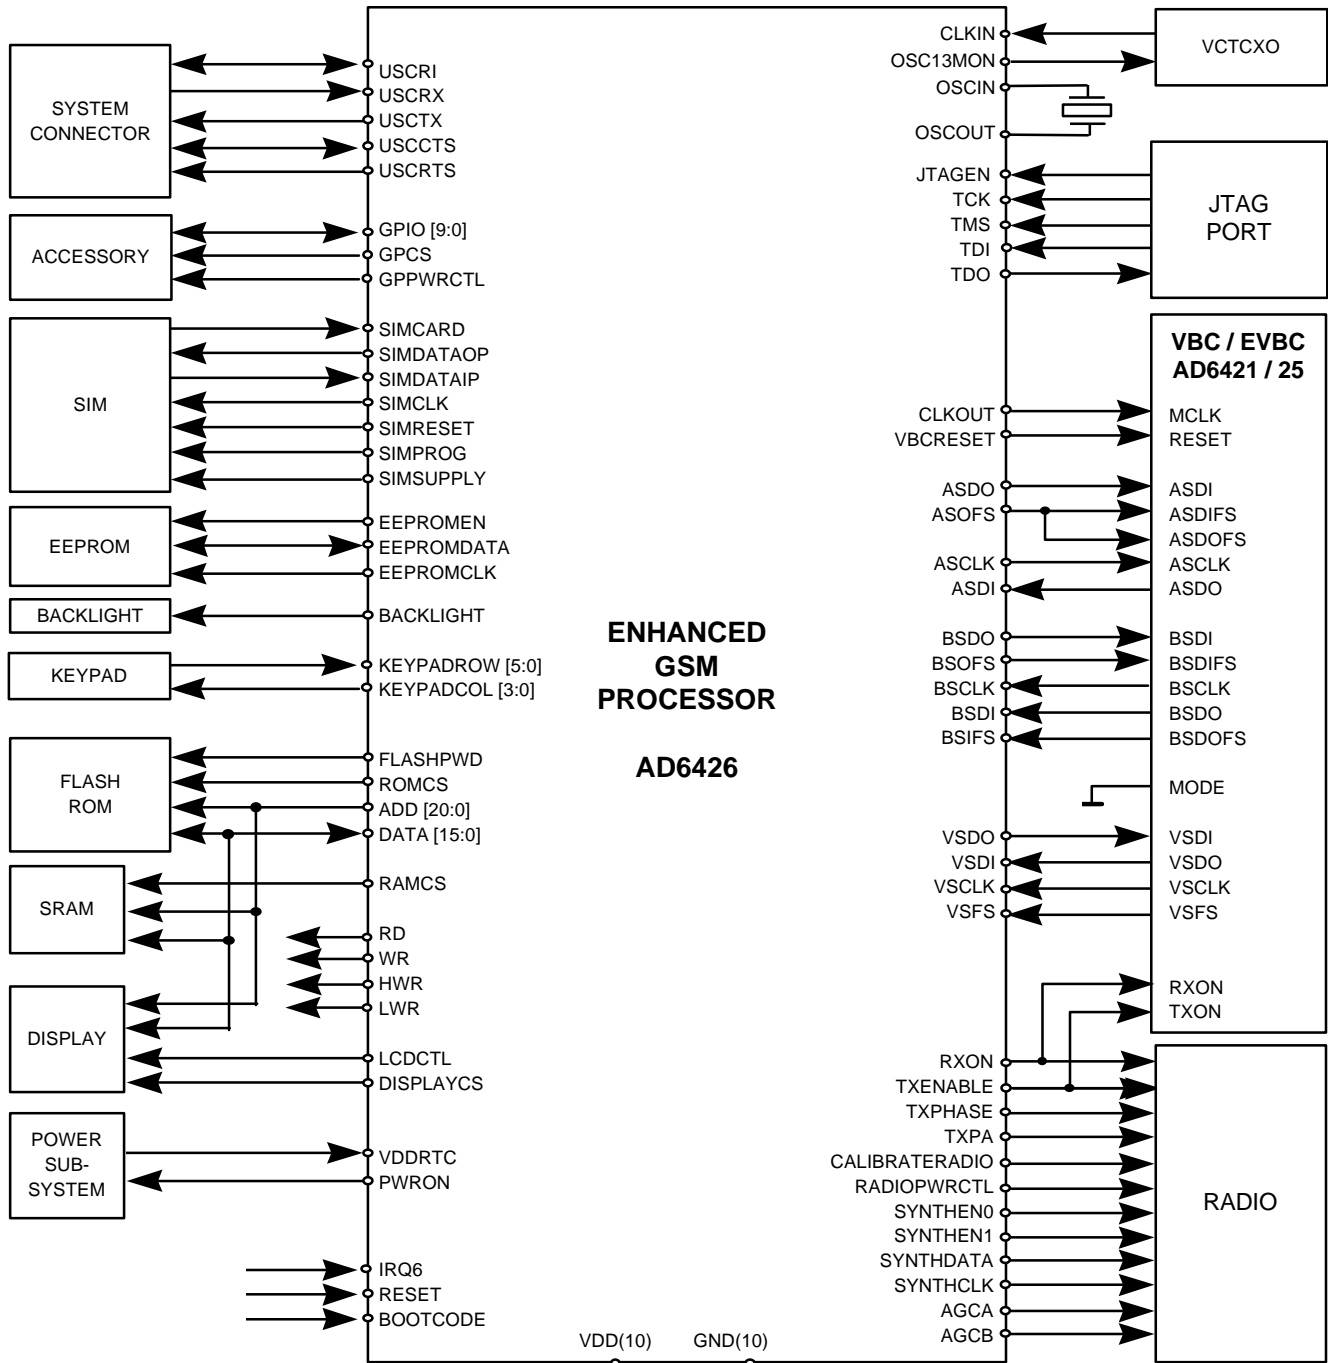 SYSTEM
CONNECTOR
USCRI
USCRX
USCTX
USCCTS
USCRTS
ACCESSORY
GPIO [9:0]
GPCS
GPPWRCTL
SIM
SIMCARD
SIMDATAOP
SIMDATAIP
SIMCLK
SIMRESET
SIMPROG
SIMSUPPLY
EEPROM
EEPROMEN
EEPROMDATA
EEPROMCLK
BACKLIGHT
BACKLIGHT
KEYPAD
KEYPADROW [5:0]
KEYPADCOL [3:0]
FLASH
ROM
FLASHPWD
ROMCS
ADD [20:0]
DATA [15:0]
SRAM
RAMCS
RD
WR
HWR
LWR
DISPLAY
LCDCTL
DISPLAYCS
POWER
SUB-
SYSTEM
VDDRTC
PWRON
IRQ6
RESET
BOOTCODE
ENHANCED
GSM
PROCESSOR
AD6426
VDD(10)
GND(10)
CLKIN
OSC13MON
OSCIN
OSCOUT
VCTCXO
JTAGEN
TCK
TMS
TDI
TDO
JTAG
PORT
CLKOUT
VBCRESET
ASDO
ASOFS
ASCLK
ASDI
BSDO
BSOFS
BSCLK
BSDI
BSIFS
VSDO
VSDI
VSCLK
VSFS
VBC / EVBC
AD6421 / 25
MCLK
RESET
ASDI
ASDIFS
ASDOFS
ASCLK
ASDO
BSDI
BSDIFS
BSCLK
BSDO
BSDOFS
MODE
VSDI
VSDO
VSCLK
VSFS
RXON
TXON
RXON
TXENABLE
TXPHASE
TXPA
CALIBRATERADIO
RADIOPWRCTL
SYNTHEN0
SYNTHEN1
SYNTHDATA
SYNTHCLK
AGCA
AGCB
RADIO